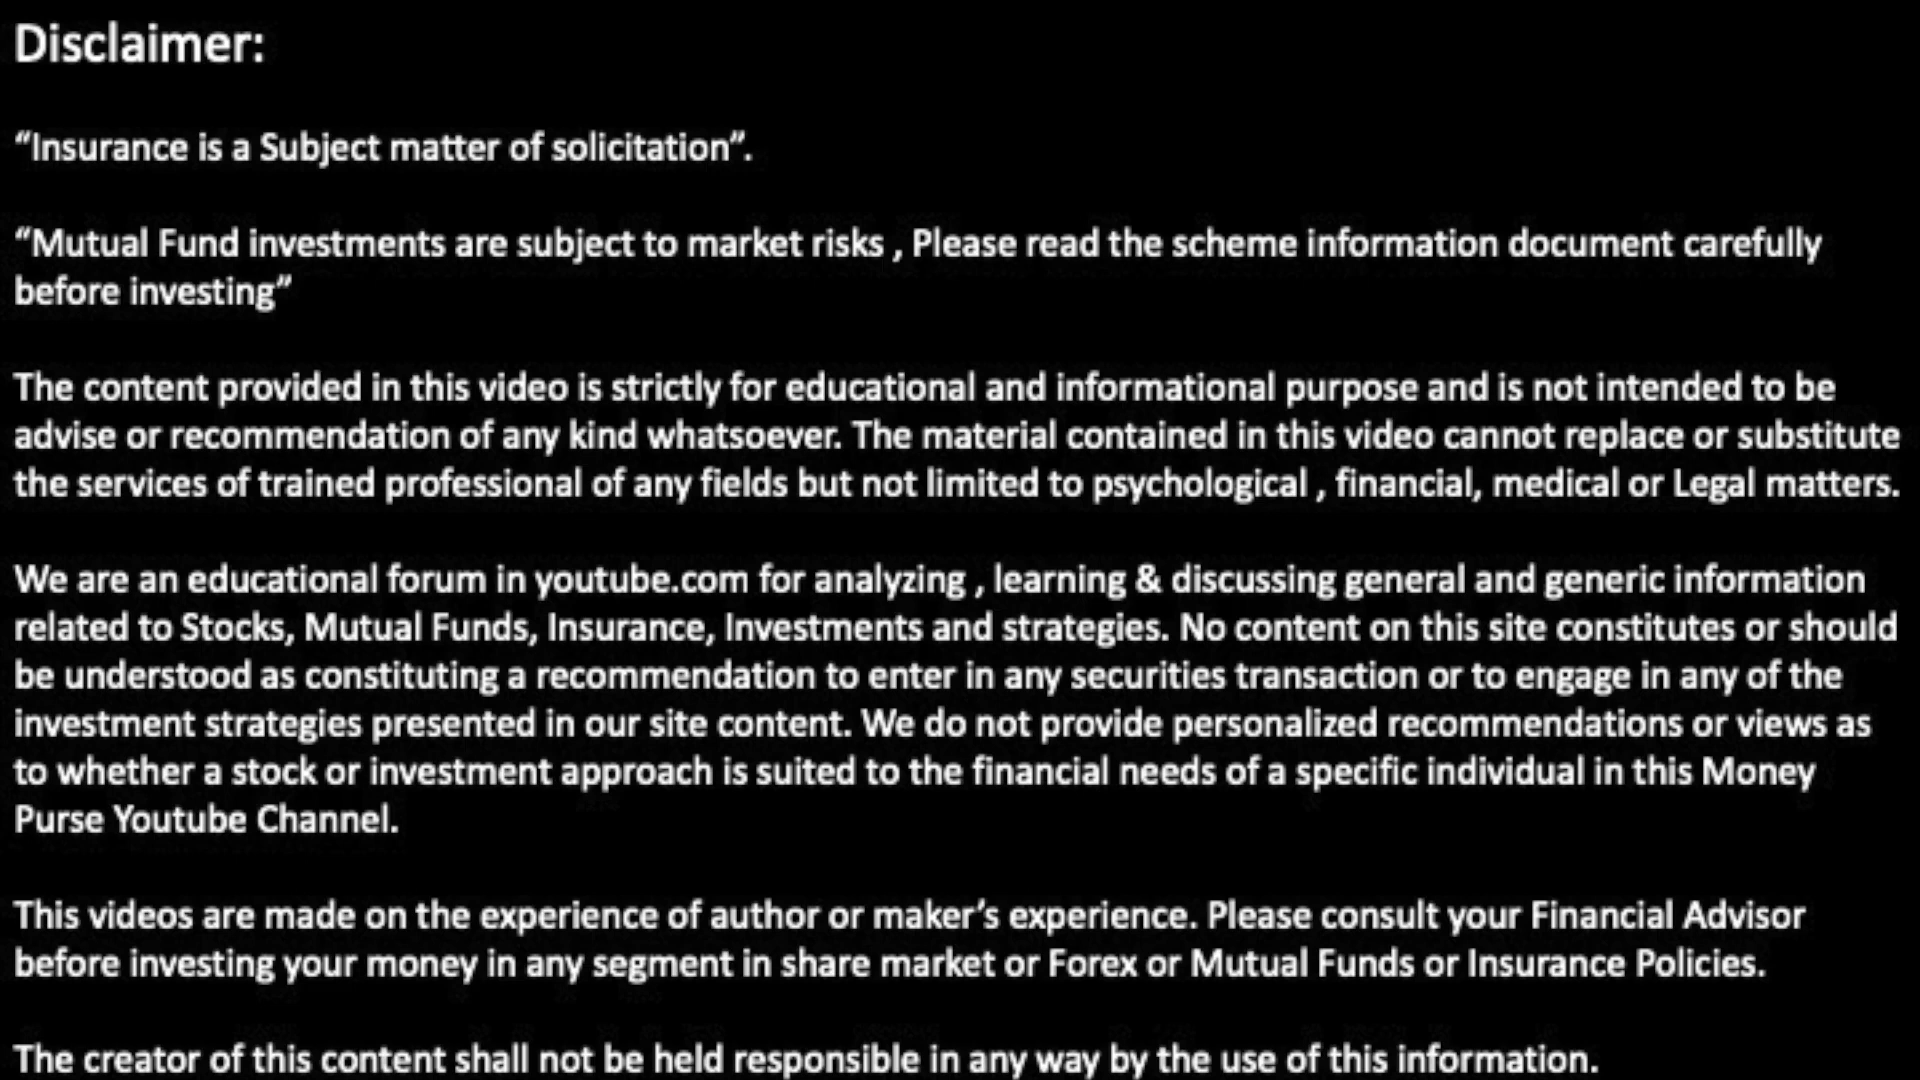 Disclaimer:
“Insurance is a Subject matter of solicitation”.
“Mutual Fund investments are subject to market risks , Please read the scheme information document carefully
before investing”
The content provided in this video is strictly for educational and informational purpose and is not intended to be
advise or recommendation of any kind whatsoever. The material contained in this video cannot replace or substitute
the services of trained professional of any fields but not limited to psychological , financial, medical or Legal matters.
We are an educational forum in youtube.com for analyzing , learning & discussing general and generic information
related to Stocks, Mutual Funds, Insurance, Investments and strategies. No content on this site constitutes or should
be understood as constituting a recommendation to enter in any securities transaction or to engage in any of the
investment strategies presented in our site content. We do not provide personalized recommendations or views as
to whether a stock or investment approach is suited to the financial needs of a specific individual in this Money
Purse Youtube Channel.
This videos are made on the experience of author or maker’s experience. Please consult your Financial Advisor
before investing your money in any segment in share market or Forex or Mutual Funds or Insurance Policies.
The creator of this content shall not be held responsible in any way by the use of this information.